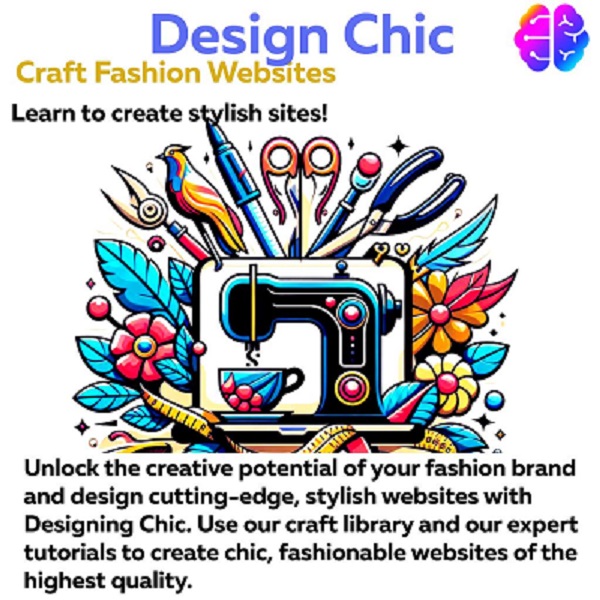 Design Chic
Craft Fashion Websites
Learn to create stylish sites!
Unlock the creative potential of your fashion brand
and design cutting-edge, stylish websites with
Designing Chic. Use our craft library and our expert
tutorials to create chic, fashionable websites of the
highest quality.